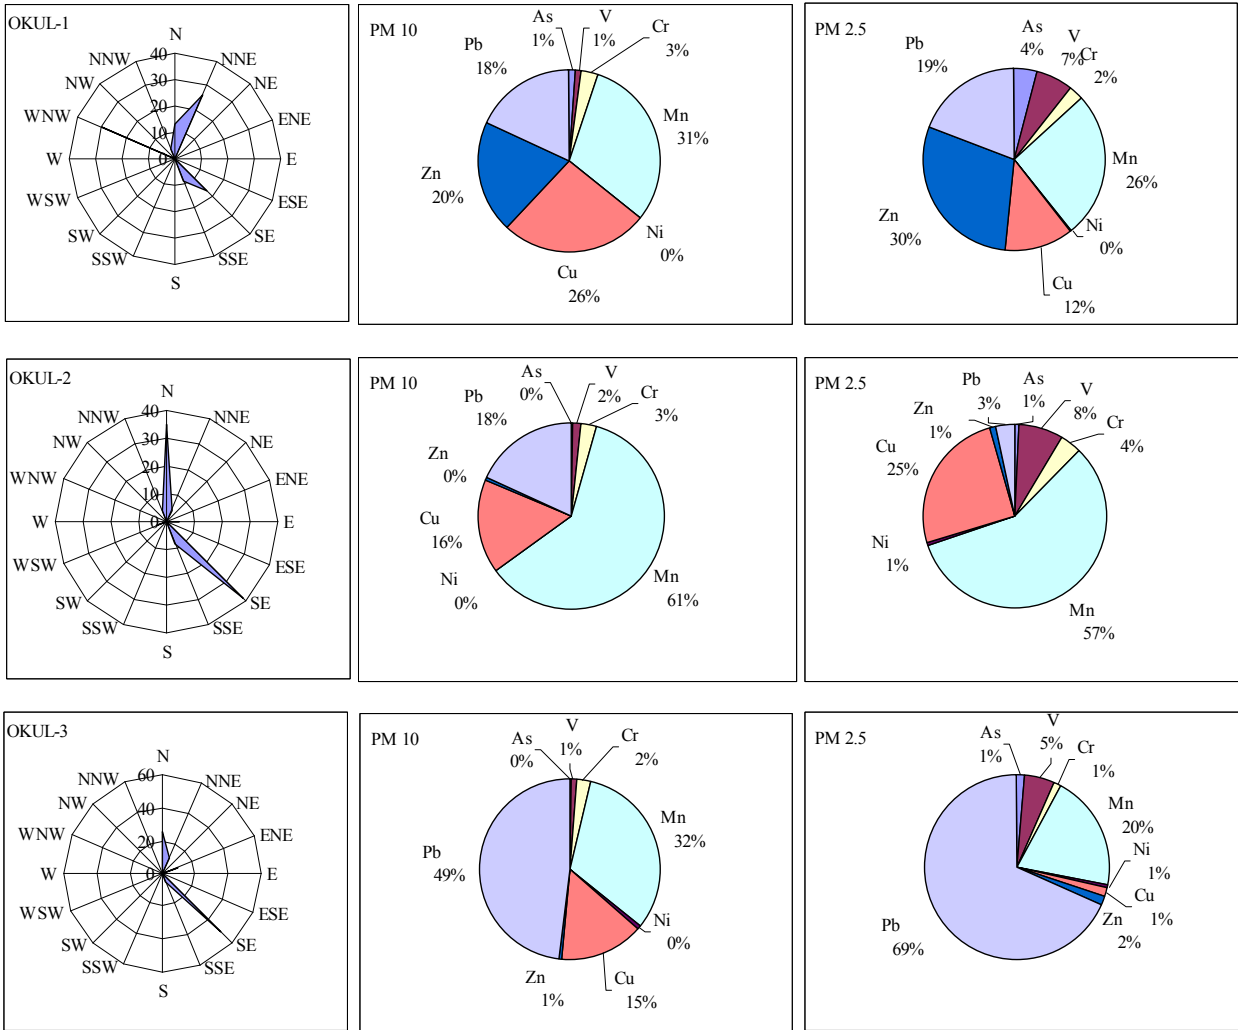 OKUL-1
N
NNE
NE
ENE
E
ESE
SE
SSE
S
SSW
SW
WSW
W
WNW
NW
NNW
40
30
20
10
0
PM 10
As
1%
V
1%
Cr
3%
Mn
31%
Ni
0%
Cu
26%
Zn
20%
Pb
18%
PM 2.5
As
4%
V
7%
Cr
2%
Mn
26%
Ni
0%
Cu
12%
Zn
30%
Pb
19%
OKUL-2
N
NNE
NE
ENE
E
ESE
SE
SSE
S
SSW
SW
WSW
W
WNW
NW
NNW
40
30
20
10
0
PM 10
As
0%
V
2%
Cr
3%
Mn
61%
Ni
0%
Cu
16%
Zn
0%
Pb
18%
PM 2.5
As
1%
V
8%
Cr
4%
Mn
57%
Ni
1%
Cu
25%
Zn
1%
Pb
3%
OKUL-3
N
NNE
NE
ENE
E
ESE
SE
SSE
S
SSW
SW
WSW
W
WNW
NW
NNW
60
40
20
0
PM 10
As
0%
V
1%
Cr
2%
Mn
32%
Ni
0%
Cu
15%
Zn
1%
Pb
49%
PM 2.5
As
1%
V
5%
Cr
1%
Mn
20%
Ni
1%
Cu
1%
Zn
2%
Pb
69%